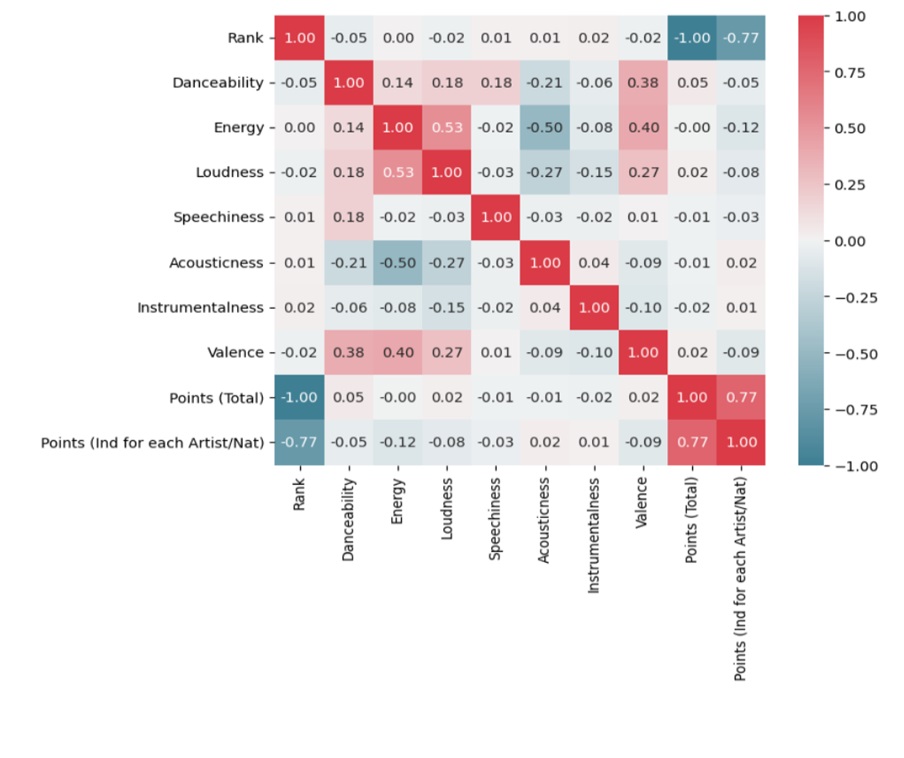 Rank 1.00 -0.05 0.00 -0.02 0.01 0.01 0.02 -0.02 -1.00 -0.77
Danceability -0.05 1.00 0.14 0.18 0.18 -0.21 -0.06 0.38 0.05 -0.05
Energy 0.00 0.14 1.00 0.53 -0.02 -0.50 -0.08 0.40 -0.00 -0.12
Loudness -0.02 0.18 0.53 1.00 -0.03 -0.27 -0.15 0.27 0.02 -0.08
Speechiness 0.01 0.18 -0.02 -0.03 1.00 -0.03 -0.02 0.01 -0.01 -0.03
Acousticness 0.01 -0.21 -0.50 -0.27 -0.03 1.00 0.04 -0.09 -0.01 0.02
Instrumentalness 0.02 -0.06 -0.08 -0.15 -0.02 0.04 1.00 -0.10 -0.02 0.01
Valence -0.02 0.38 0.40 0.27 0.01 -0.09 -0.10 1.00 0.02 -0.09
Points (Total) -1.00 0.05 -0.00 0.02 -0.01 -0.01 -0.02 0.02 1.00 0.77
Points (Ind for each Artist/Nat) -0.77 -0.05 -0.12 -0.08 -0.03 0.02 0.01 -0.09 0.77 1.00
Rank
Danceability
Energy
Loudness
Speechiness
Acousticness
Instrumentalness
Valence
Points (Total)
Points (Ind for each Artist/Nat)
1.00
0.75
0.50
0.25
0.00
−0.25
−0.50
−0.75
−1.00